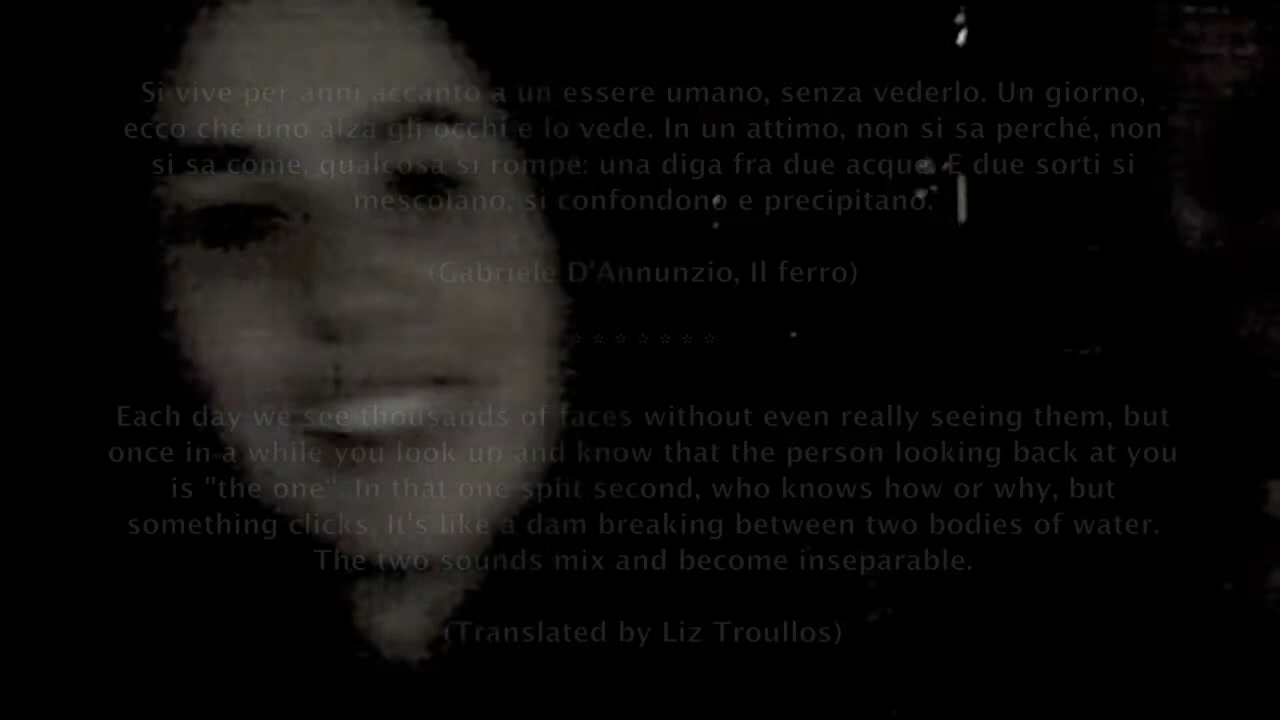 Si vive per anni accanto a un essere umano, senza vederlo. Un giorno,
ecco che uno alza gli occhi e lo vede. In un attimo, non si sa perché, non
si sa come, qualcosa si rompe: una diga fra due acque. E due sorti si
mescolano, si confondono e precipitano.
(Gabriele D'Annunzio, Il ferro)
Each day we see thousands of faces without even really seeing them, but
once in a while you look up and know that the person looking back at you
is "the one". In that one split second, who knows how or why, but
something clicks. It's like a dam breaking between two bodies of water.
The two sounds mix and become inseparable.
(Translated by Liz Troullos)